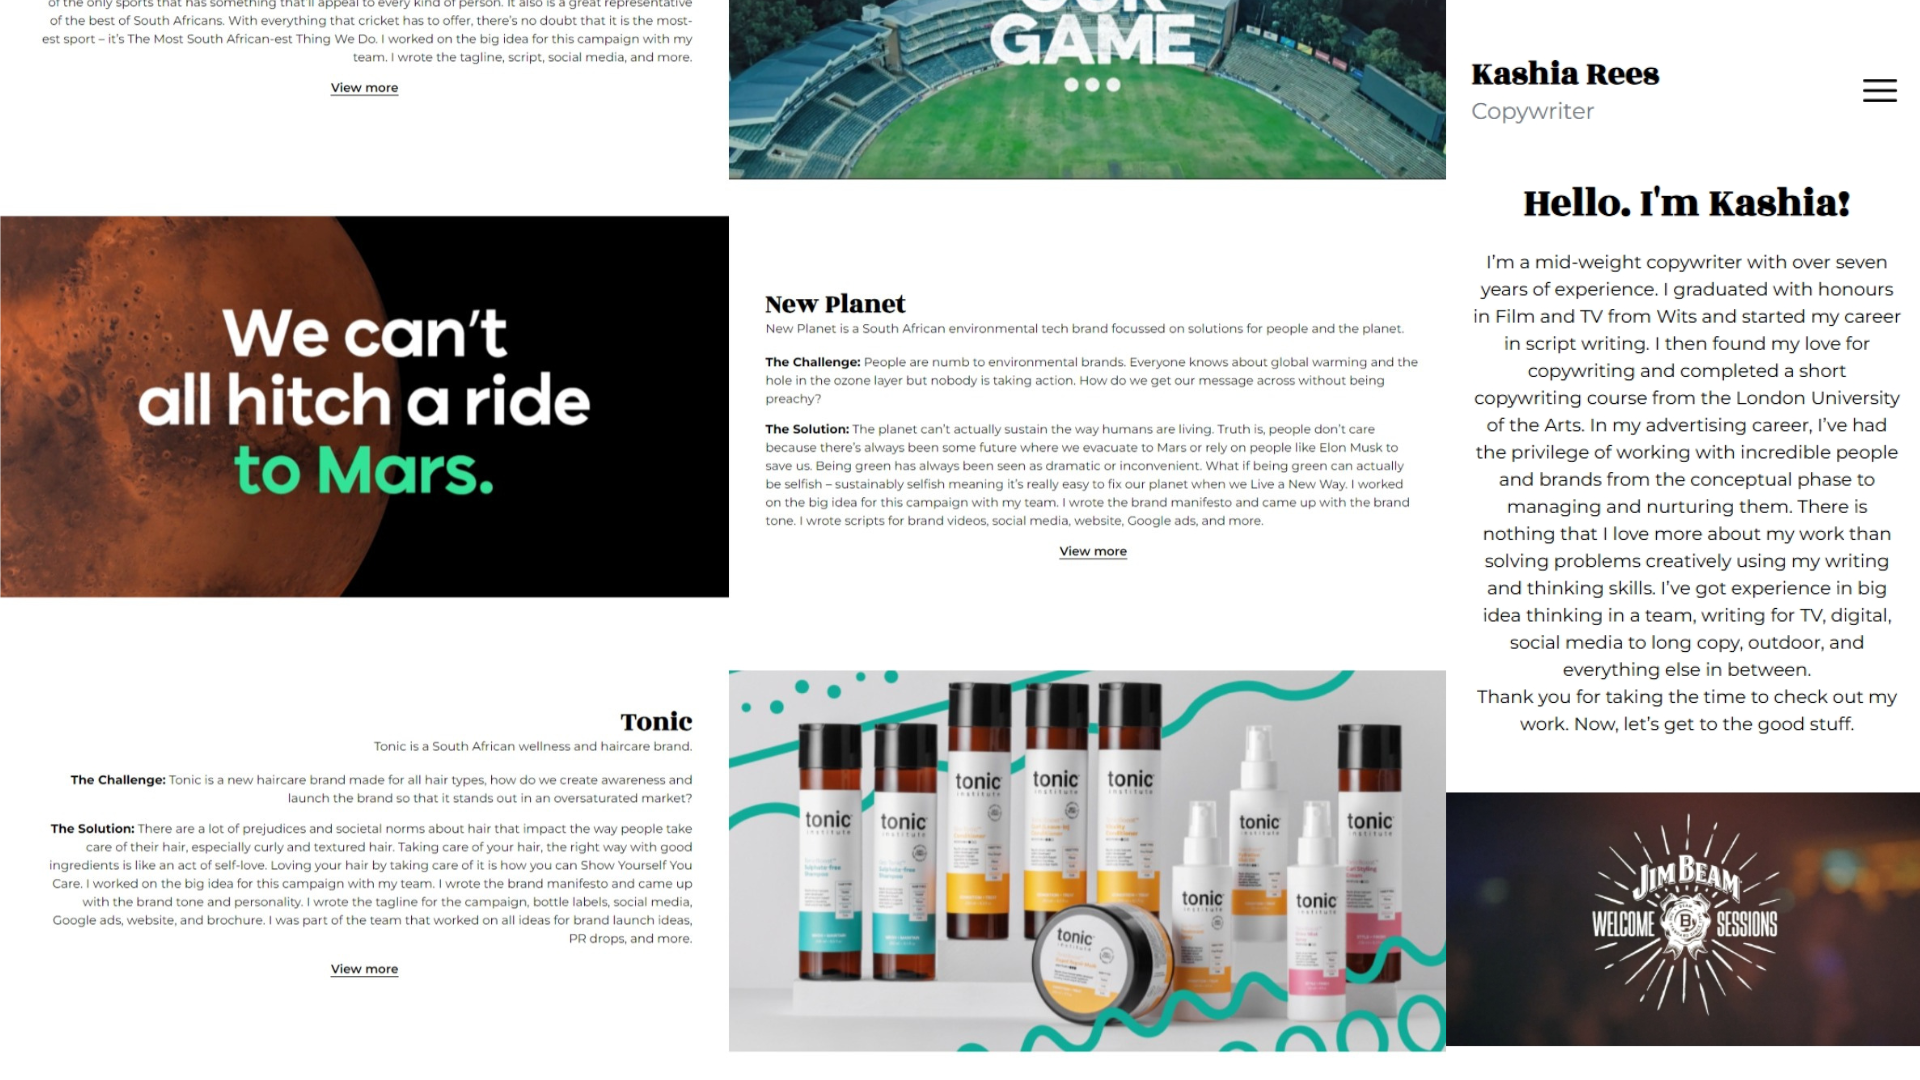 of the only sports that has something that'll appeal to every kind of person. It also is a great representative
of the best of South Africans. With everything that cricket has to offer, there's no doubt that it is the most-
est sport – it's The Most South African-est Thing We Do. I worked on the big idea for this campaign with my
team. I wrote the tagline, script, social media, and more.
View more
OUR
GAME
We can't
all hitch a ride
to Mars.
New Planet
New Planet is a South African environmental tech brand focussed on solutions for people and the planet.
The Challenge: People are numb to environmental brands. Everyone knows about global warming and the
hole in the ozone layer but nobody is taking action. How do we get our message across without being
preachy?
The Solution: The planet can't actually sustain the way humans are living. Truth is, people don't care
because there's always been some future where we evacuate to Mars or rely on people like Elon Musk to
save us. Being green has always been seen as dramatic or inconvenient. What if being green can actually
be selfish – sustainably selfish meaning it's really easy to fix our planet when we Live a New Way. I worked
on the big idea for this campaign with my team. I wrote the brand manifesto and came up with the brand
tone. I wrote scripts for brand videos, social media, website, Google ads, and more.
View more
Tonic
Tonic is a South African wellness and haircare brand.
The Challenge: Tonic is a new haircare brand made for all hair types, how do we create awareness and
launch the brand so that it stands out in an oversaturated market?
The Solution: There are a lot of prejudices and societal norms about hair that impact the way people take
care of their hair, especially curly and textured hair. Taking care of your hair, the right way with good
ingredients is like an act of self-love. Loving your hair by taking care of it is how you can Show Yourself You
Care. I worked on the big idea for this campaign with my team. I wrote the brand manifesto and came up
with the brand tone and personality. I wrote the tagline for the campaign, bottle labels, social media,
Google ads, website, and brochure. I was part of the team that worked on all ideas for brand launch ideas,
PR drops, and more.
View more
tonic
institute
tonic
institute
tonic
institute
tonic
institute
tonic
institute
tonic
tonic
institute
tonic
tonic
tonic
institute
Kashia Rees
Copywriter
Hello. I'm Kashia!
I'm a mid-weight copywriter with over seven
years of experience. I graduated with honours
in Film and TV from Wits and started my career
in script writing. I then found my love for
copywriting and completed a short
copywriting course from the London University
of the Arts. In my advertising career, I've had
the privilege of working with incredible people
and brands from the conceptual phase to
managing and nurturing them. There is
nothing that I love more about my work than
solving problems creatively using my writing
and thinking skills. I've got experience in big
idea thinking in a team, writing for TV, digital,
social media to long copy, outdoor, and
everything else in between.
Thank you for taking the time to check out my
work. Now, let's get to the good stuff.
JIM BEAM
WELCOME B SESSIONS